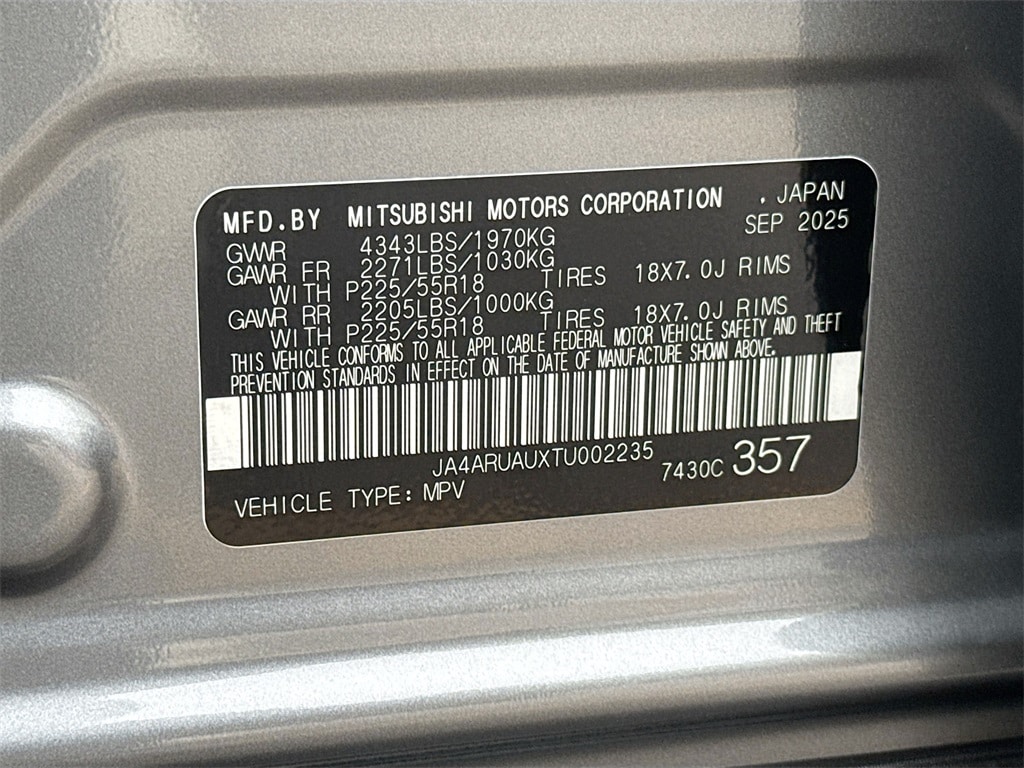 MFD.BY MITSUBISHI MOTORS CORPORATION , JAPAN
SEP 2025
GVWR 4343LBS/1970KG
GAWR FR 2271LBS/1030KG
WITH P225/55R18 TIRES 18X7.0J RIMS
GAWR RR 2205LBS/1000KG
WITH P225/55R18 TIRES 18X7.0J RIMS
THIS VEHICLE CONFORMS TO ALL APPLICABLE FEDERAL MOTOR VEHICLE SAFETY AND THEFT
PREVENTION STANDARDS IN EFFECT ON THE DATE OF MANUFACTURE SHOWN ABOVE.
JA4ARUAUXTU002235
7430C 357
VEHICLE TYPE: MPV